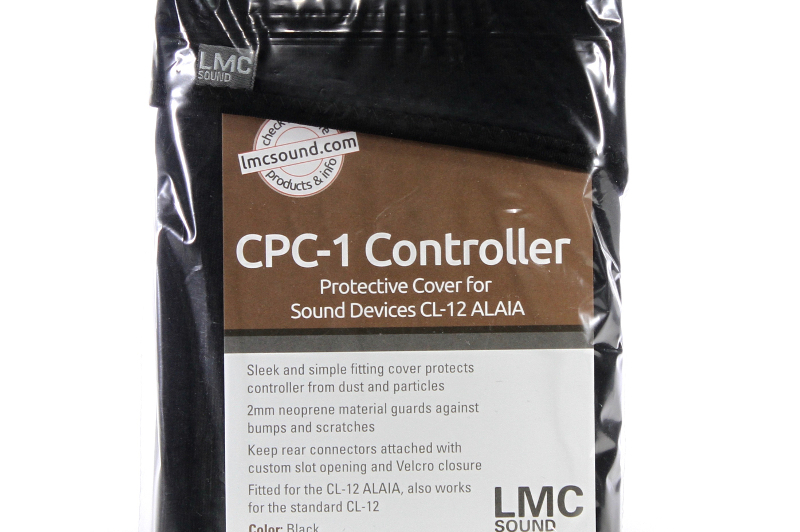 LMC
SOUND
check
lmcsound.com
products & info
CPC-1 Controller
Protective Cover for
Sound Devices CL-12 ALAIA
Sleek and simple fitting cover protects
controller from dust and particles
2mm neoprene material guards against
bumps and scratches
Keep rear connectors attached with
custom slot opening and Velcro closure
Fitted for the CL-12 ALAIA, also works
for the standard CL-12
Color: Black
LMC
SOUND